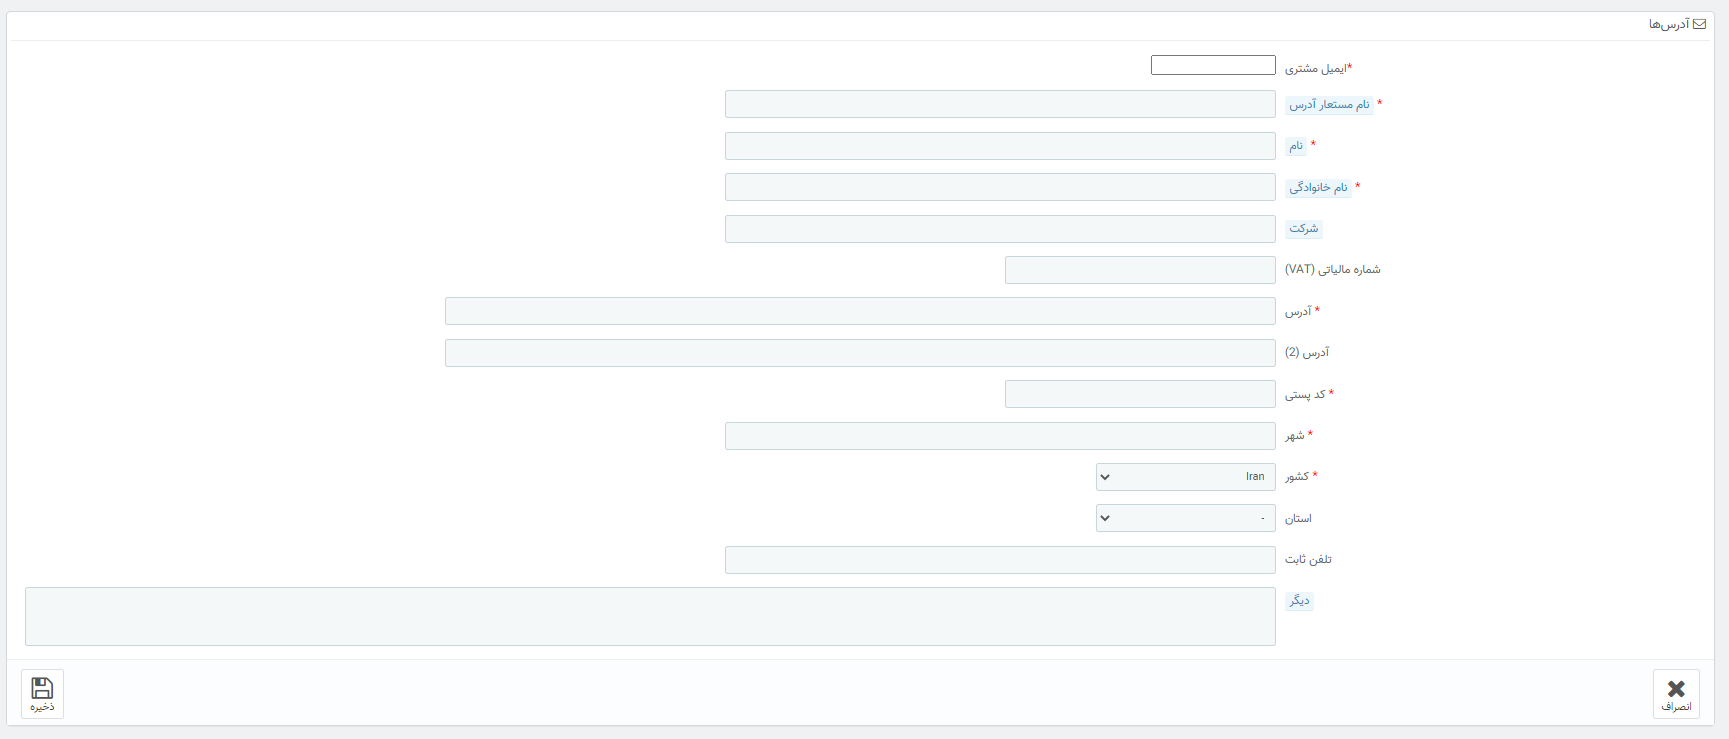 آدرس‌ها
*ایمیل مشتری
* نام مستعار آدرس
* نام
* نام خانوادگی
شرکت
شماره مالیاتی (VAT)
* آدرس
آدرس (2)
* کد پستی
* شهر
* کشور Iran
استان -
تلفن ثابت
دیگر
انصراف ذخیره